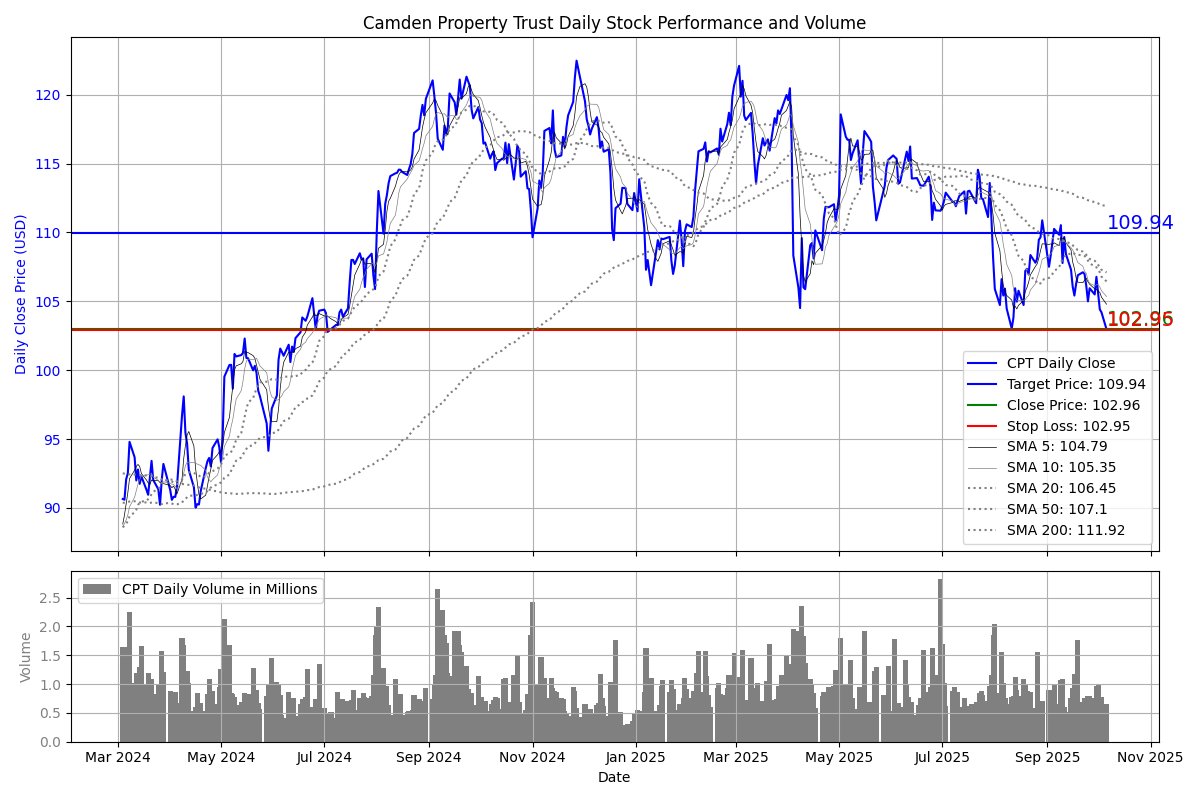 Camden Property Trust Daily Stock Performance and Volume
Daily Close Price (USD)
120
115
110
105
100
95
90
109.94
102.96
102.95
CPT Daily Close
Target Price: 109.94
Close Price: 102.96
Stop Loss: 102.95
SMA 5: 104.79
SMA 10: 105.35
SMA 20: 106.45
SMA 50: 107.1
SMA 200: 111.92
CPT Daily Volume in Millions
Volume
2.5
2.0
1.5
1.0
0.5
0.0
Mar 2024 May 2024 Jul 2024 Sep 2024 Nov 2024 Jan 2025 Mar 2025 May 2025 Jul 2025 Sep 2025 Nov 2025
Date